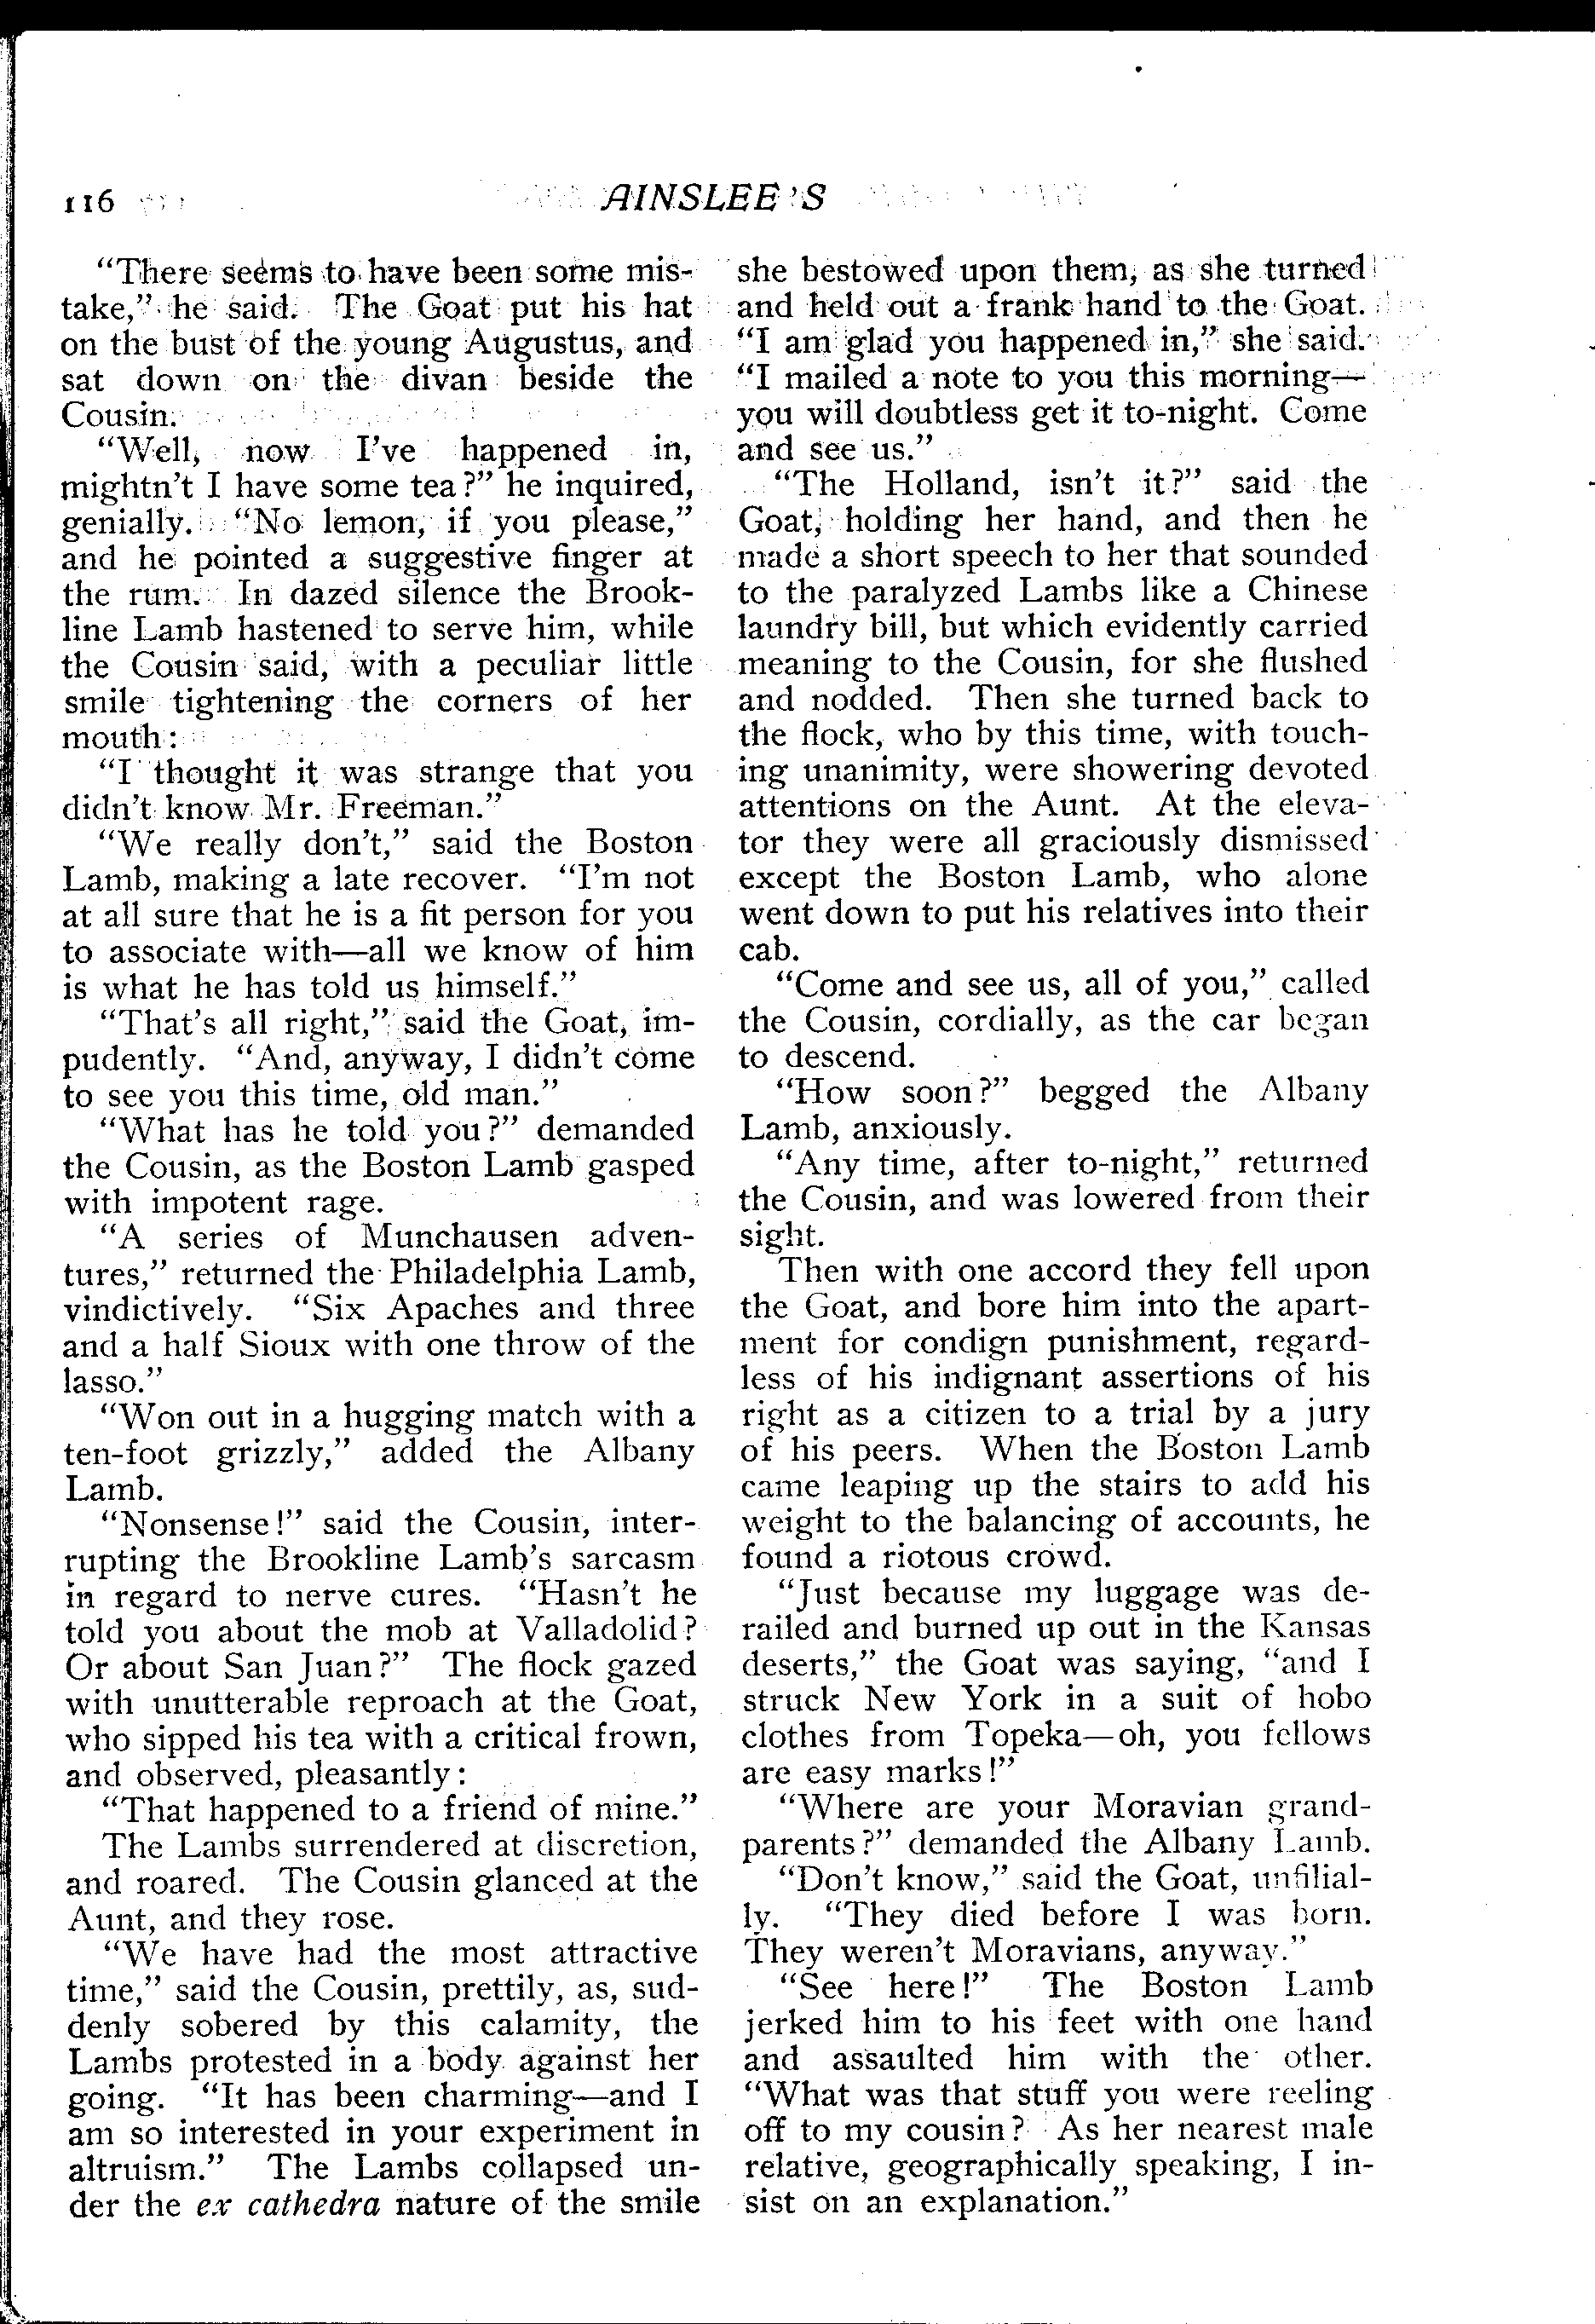 116
AINSLEE'S
“There seems to have been some mis-
take,” he said. The Goat put his hat
on the bust of the young Augustus, and
sat down on the divan beside the
Cousin.
“Well, now I've happened in,
mightn't I have some tea?” he inquired,
genially. “No lemon, if you please,”
and he pointed a suggestive finger at
the rum. In dazed silence the Brook-
line Lamb hastened to serve him, while
the Cousin said, with a peculiar little
smile tightening the corners of her
mouth:
“I thought it was strange that you
didn't know Mr. Freeman.”
“We really don't,” said the Boston
Lamb, making a late recover. “I'm not
at all sure that he is a fit person for you
to associate with—all we know of him
is what he has told us himself.”
“That's all right,” said the Goat, im-
pudently. “And, anyway, I didn't come
to see you this time, old man.”
“What has he told you?” demanded
the Cousin, as the Boston Lamb gasped
with impotent rage.
“A series of Munchausen adven-
tures,” returned the Philadelphia Lamb,
vindictively. “Six Apaches and three
and a half Sioux with one throw of the
lasso.”
“Won out in a hugging match with a
ten-foot grizzly,” added the Albany
Lamb.
“Nonsense!” said the Cousin, inter-
rupting the Brookline Lamb's sarcasm
in regard to nerve cures. “Hasn't he
told you about the mob at Valladolid?
Or about San Juan?” The flock gazed
with unutterable reproach at the Goat,
who sipped his tea with a critical frown,
and observed, pleasantly:
“That happened to a friend of mine.”
The Lambs surrendered at discretion,
and roared. The Cousin glanced at the
Aunt, and they rose.
“We have had the most attractive
time,” said the Cousin, prettily, as, sud-
denly sobered by this calamity, the
Lambs protested in a body against her
going. “It has been charming—and I
am so interested in your experiment in
altruism.” The Lambs collapsed un-
der the ex cathedra nature of the smile
she bestowed upon them, as she turned
and held out a frank hand to the Goat.
“I am glad you happened in,” she said.
“I mailed a note to you this morning—
you will doubtless get it to-night. Come
and see us.”
“The Holland, isn't it?” said the
Goat, holding her hand, and then he
made a short speech to her that sounded
to the paralyzed Lambs like a Chinese
laundry bill, but which evidently carried
meaning to the Cousin, for she flushed
and nodded. Then she turned back to
the flock, who by this time, with touch-
ing unanimity, were showering devoted
attentions on the Aunt. At the eleva-
tor they were all graciously dismissed
except the Boston Lamb, who alone
went down to put his relatives into their
cab.
“Come and see us, all of you,” called
the Cousin, cordially, as the car began
to descend.
“How soon?” begged the Albany
Lamb, anxiously.
“Any time, after to-night,” returned
the Cousin, and was lowered from their
sight.
Then with one accord they fell upon
the Goat, and bore him into the apart-
ment for condign punishment, regard-
less of his indignant assertions of his
right as a citizen to a trial by a jury
of his peers. When the Boston Lamb
came leaping up the stairs to add his
weight to the balancing of accounts, he
found a riotous crowd.
“Just because my luggage was de-
railed and burned up out in the Kansas
deserts,” the Goat was saying, “and I
struck New York in a suit of hobo
clothes from Topeka—oh, you fellows
are easy marks!”
“Where are your Moravian grand-
parents?” demanded the Albany Lamb.
“Don't know,” said the Goat, unfilial-
ly. “They died before I was born.
They weren't Moravians, anyway.”
“See here!” The Boston Lamb
jerked him to his feet with one hand
and assaulted him with the other.
“What was that stuff you were reeling
off to my cousin? As her nearest male
relative, geographically speaking, I in-
sist on an explanation.”